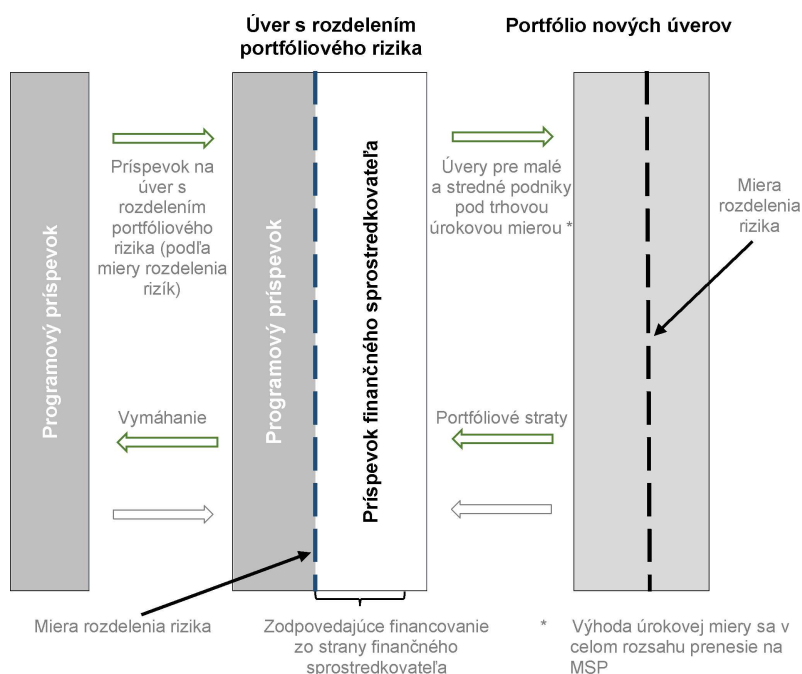 Úver s rozdelením
portfóliového rizika
Portfólio nových úverov
Programový príspevok
Príspevok na
úver s
rozdelením
portfóliového
rizika (podľa
miery rozdelenia
rizík)
Vymáhanie
Programový príspevok
Príspevok finančného sprostredkovateľa
Úvery pre malé
a stredné podniky
pod trhovou
úrokovou mierou *
Portfóliové straty
Miera
rozdelenia
rizika
Miera rozdelenia rizika
Zodpovedajúce financovanie
zo strany finančného
sprostredkovateľa
* Výhoda úrokovej miery sa v
celom rozsahu prenesie na
MSP